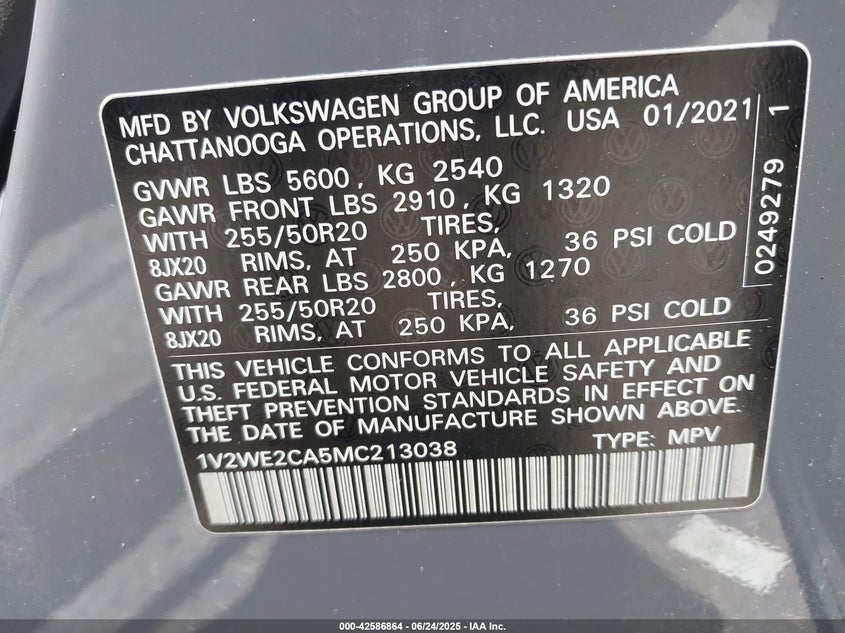 MFD BY VOLKSWAGEN GROUP OF AMERICA
CHATTANOOGA OPERATIONS, LLC. USA 01/2021
GVWR LBS 5600, KG 2540
GAWR FRONT LBS 2910, KG 1320
WITH 255/50R20 TIRES,
8JX20 RIMS, AT 250 KPA, 36 PSI COLD
GAWR REAR LBS 2800, KG 1270
WITH 255/50R20 TIRES,
8JX20 RIMS, AT 250 KPA, 36 PSI COLD
0249279 1
THIS VEHICLE CONFORMS TO ALL APPLICABLE
U.S. FEDERAL MOTOR VEHICLE SAFETY AND
THEFT PREVENTION STANDARDS IN EFFECT ON
THE DATE OF MANUFACTURE SHOWN ABOVE.
1V2WE2CA5MC213038 TYPE: MPV
000-42586864 - 06/24/2025 - IAA Inc.